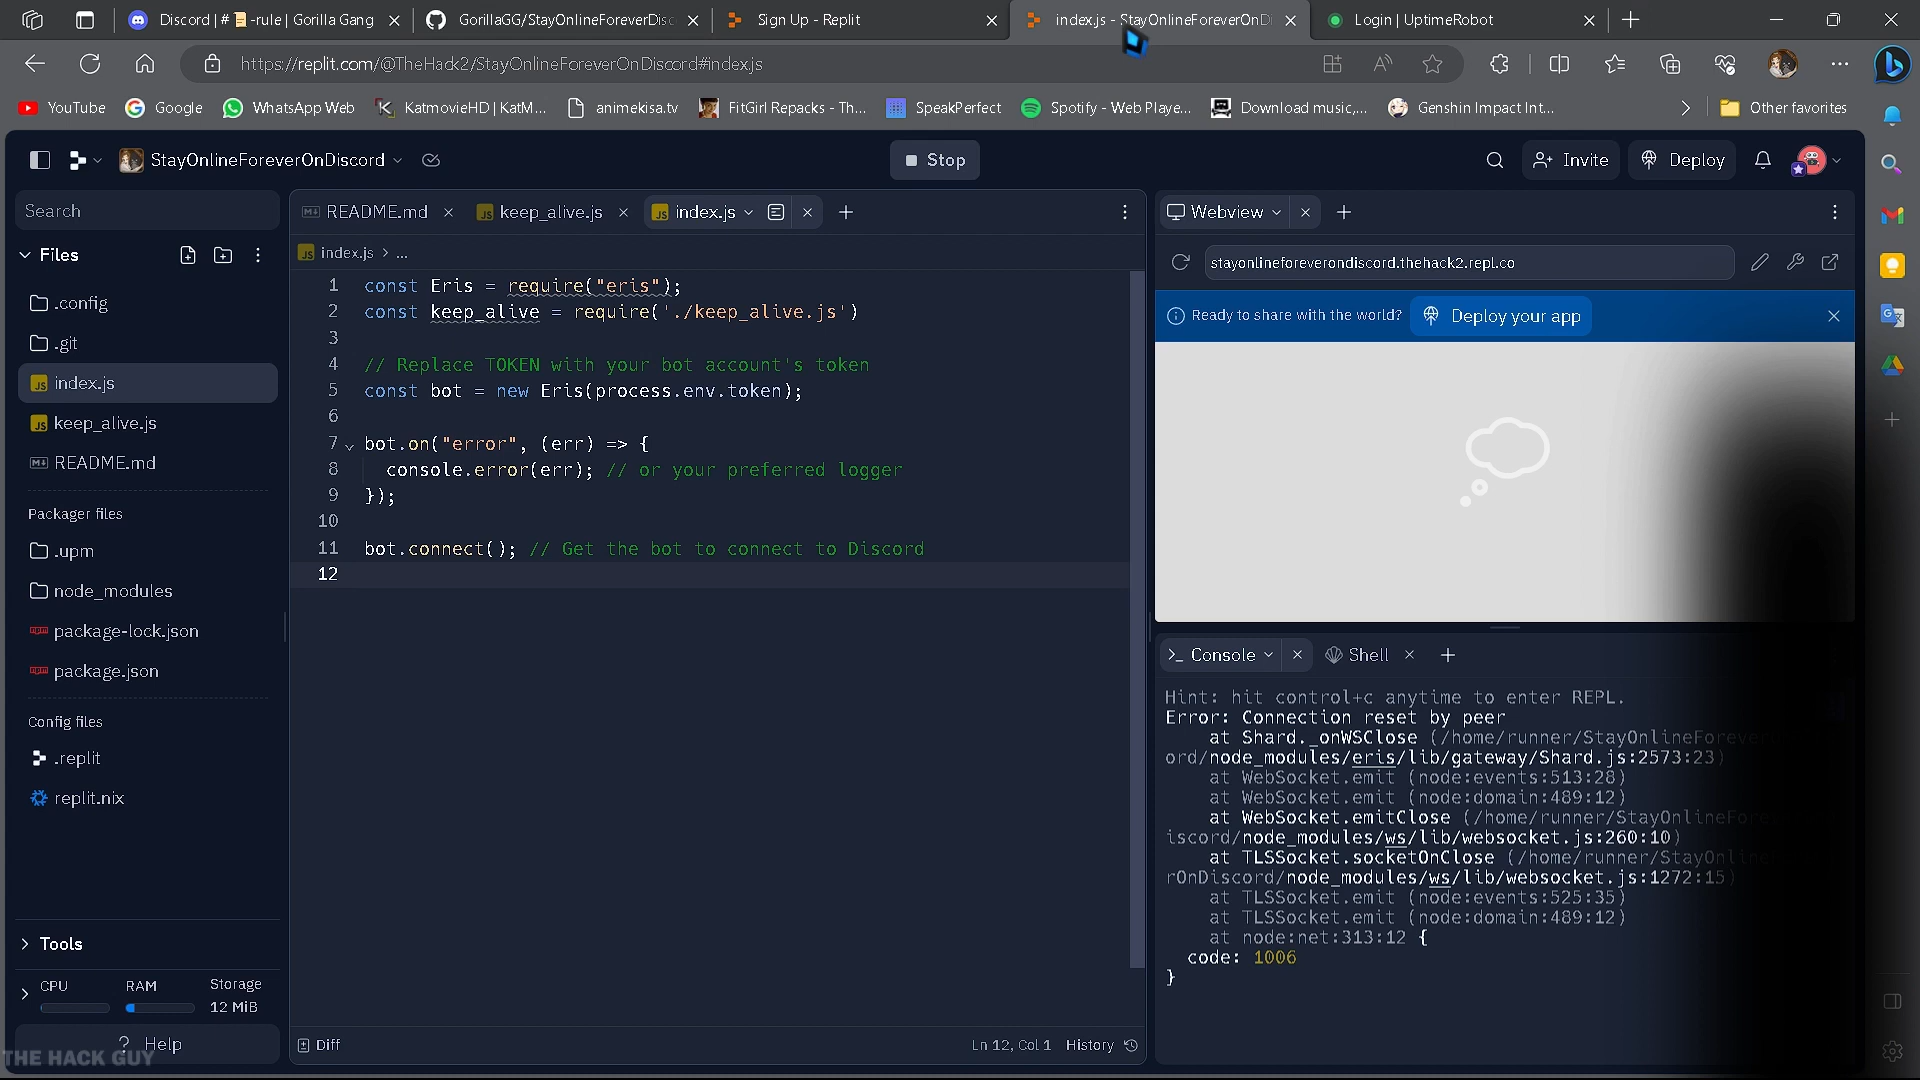 Discord | # 📜-rule | Gorilla Gang
GorillaGG/StayOnlineForeverDisc
Sign Up - Replit
index.js - StayOnlineForeverOnDi
Login | UptimeRobot
https://replit.com/@TheHack2/StayOnlineForeverOnDiscord#index.js
YouTube
Google
WhatsApp Web
KatmovieHD | KatM...
animekisa.tv
FitGirl Repacks - Th...
SpeakPerfect
Spotify - Web Playe...
Download music,...
Genshin Impact Int...
Other favorites
StayOnlineForeverOnDiscord
Stop
Invite
Deploy
Search
Files
.config
.git
index.js
keep_alive.js
README.md
Packager files
.upm
node_modules
package-lock.json
package.json
Config files
.replit
replit.nix
Tools
CPU
RAM
Storage
12 MiB
? Help
THE HACK GUY
README.md
keep_alive.js
index.js
index.js > ...
1 const Eris = require("eris");
2 const keep_alive = require('./keep_alive.js')
3
4 // Replace TOKEN with your bot account's token
5 const bot = new Eris(process.env.token);
6
7 bot.on("error", (err) => {
8 console.error(err); // or your preferred logger
9 });
10
11 bot.connect(); // Get the bot to connect to Discord
12
Diff
Ln 12, Col 1 History
Webview
stayonlineforeverondiscord.thehack2.repl.co
Ready to share with the world?
Deploy your app
Console
Shell
Hint: hit control+c anytime to enter REPL.
Error: Connection reset by peer
at Shard._onWSClose (/home/runner/StayOnlineForever
ord/node_modules/eris/lib/gateway/Shard.js:2573:23)
at WebSocket.emit (node:events:513:28)
at WebSocket.emit (node:domain:489:12)
at WebSocket.emitClose (/home/runner/StayOnlineFore
iscord/node_modules/ws/lib/websocket.js:260:10)
at TLSSocket.socketOnClose (/home/runner/StayOnline
rOnDiscord/node_modules/ws/lib/websocket.js:1272:15)
at TLSSocket.emit (node:events:525:35)
at TLSSocket.emit (node:domain:489:12)
at node:net:313:12 {
code: 1006
}